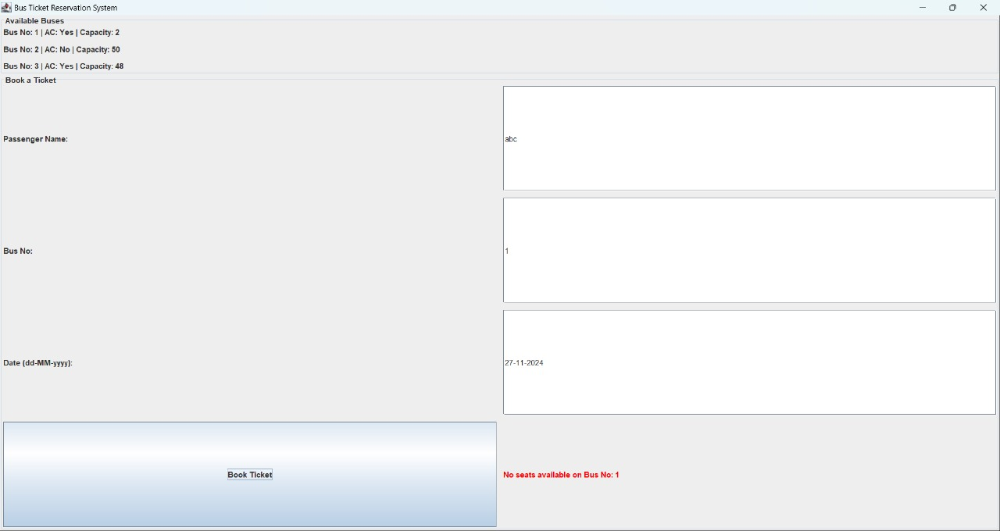 Bus Ticket Reservation System
Available Buses
Bus No: 1 | AC: Yes | Capacity: 2
Bus No: 2 | AC: No | Capacity: 50
Bus No: 3 | AC: Yes | Capacity: 48
Book a Ticket
Passenger Name: abc
Bus No: 1
Date (dd-MM-yyyy): 27-11-2024
Book Ticket No seats available on Bus No: 1